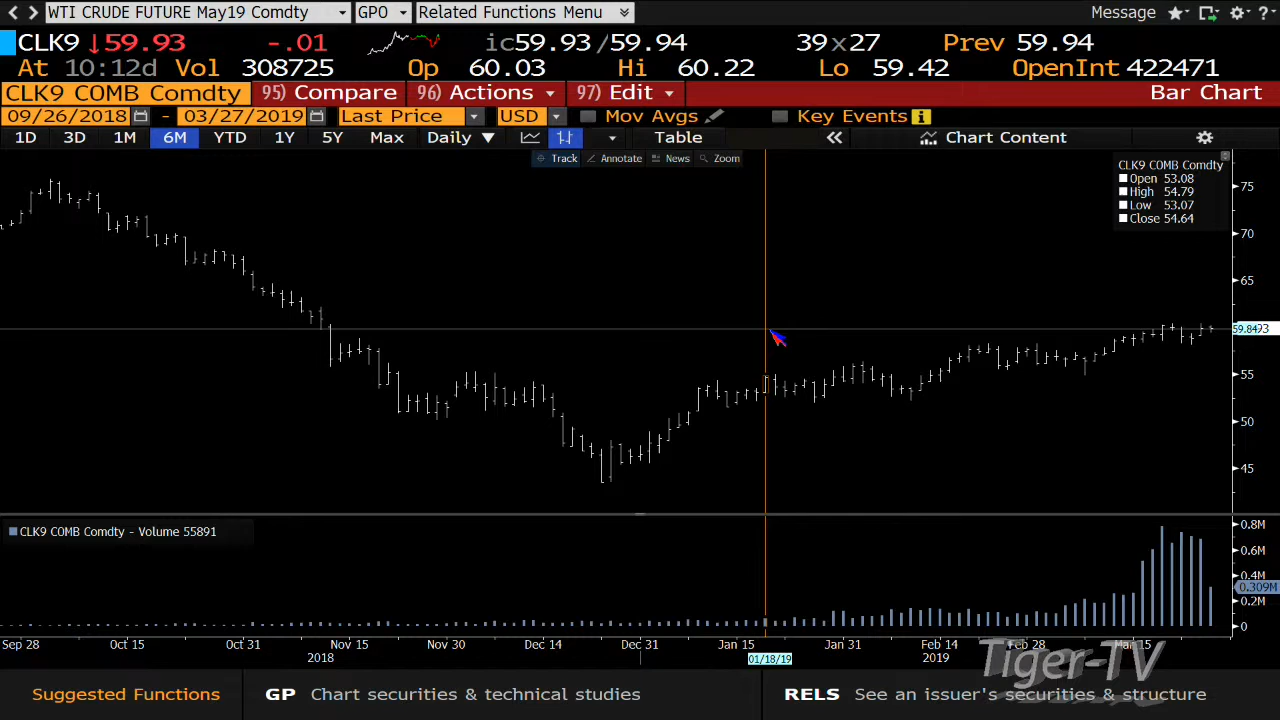 WTI CRUDE FUTURE May19 Comdty GPO Related Functions Menu Message ?
CLK9 ↓59.93 -.01 ic59.93/59.94 39x27 Prev 59.94
At 10:12d Vol 308725 Op 60.03 Hi 60.22 Lo 59.42 OpenInt 422471
CLK9 COMB Comdty 95) Compare 96) Actions 97) Edit Bar Chart
09/26/2018 - 03/27/2019 Last Price USD Mov Avgs Key Events i
1D 3D 1M 6M YTD 1Y 5Y Max Daily ▼ Table « Chart Content
Track Annotate News Zoom
CLK9 COMB Comdty
Open 53.08
High 54.79
Low 53.07
Close 54.64
75
70
65
55
50
45
CLK9 COMB Comdty - Volume 55891
0.8M
0.6M
0.4M
0.309M
0.2M
0
Sep 28 Oct 15 Oct 31 Nov 15 Nov 30 Dec 14 Dec 31 Jan 15 Jan 31 Feb 14 Feb 28 Mar 15
2018 01/18/19 2019
Tiger-TV
Suggested Functions GP Chart securities & technical studies RELS See an issuer's securities & structure